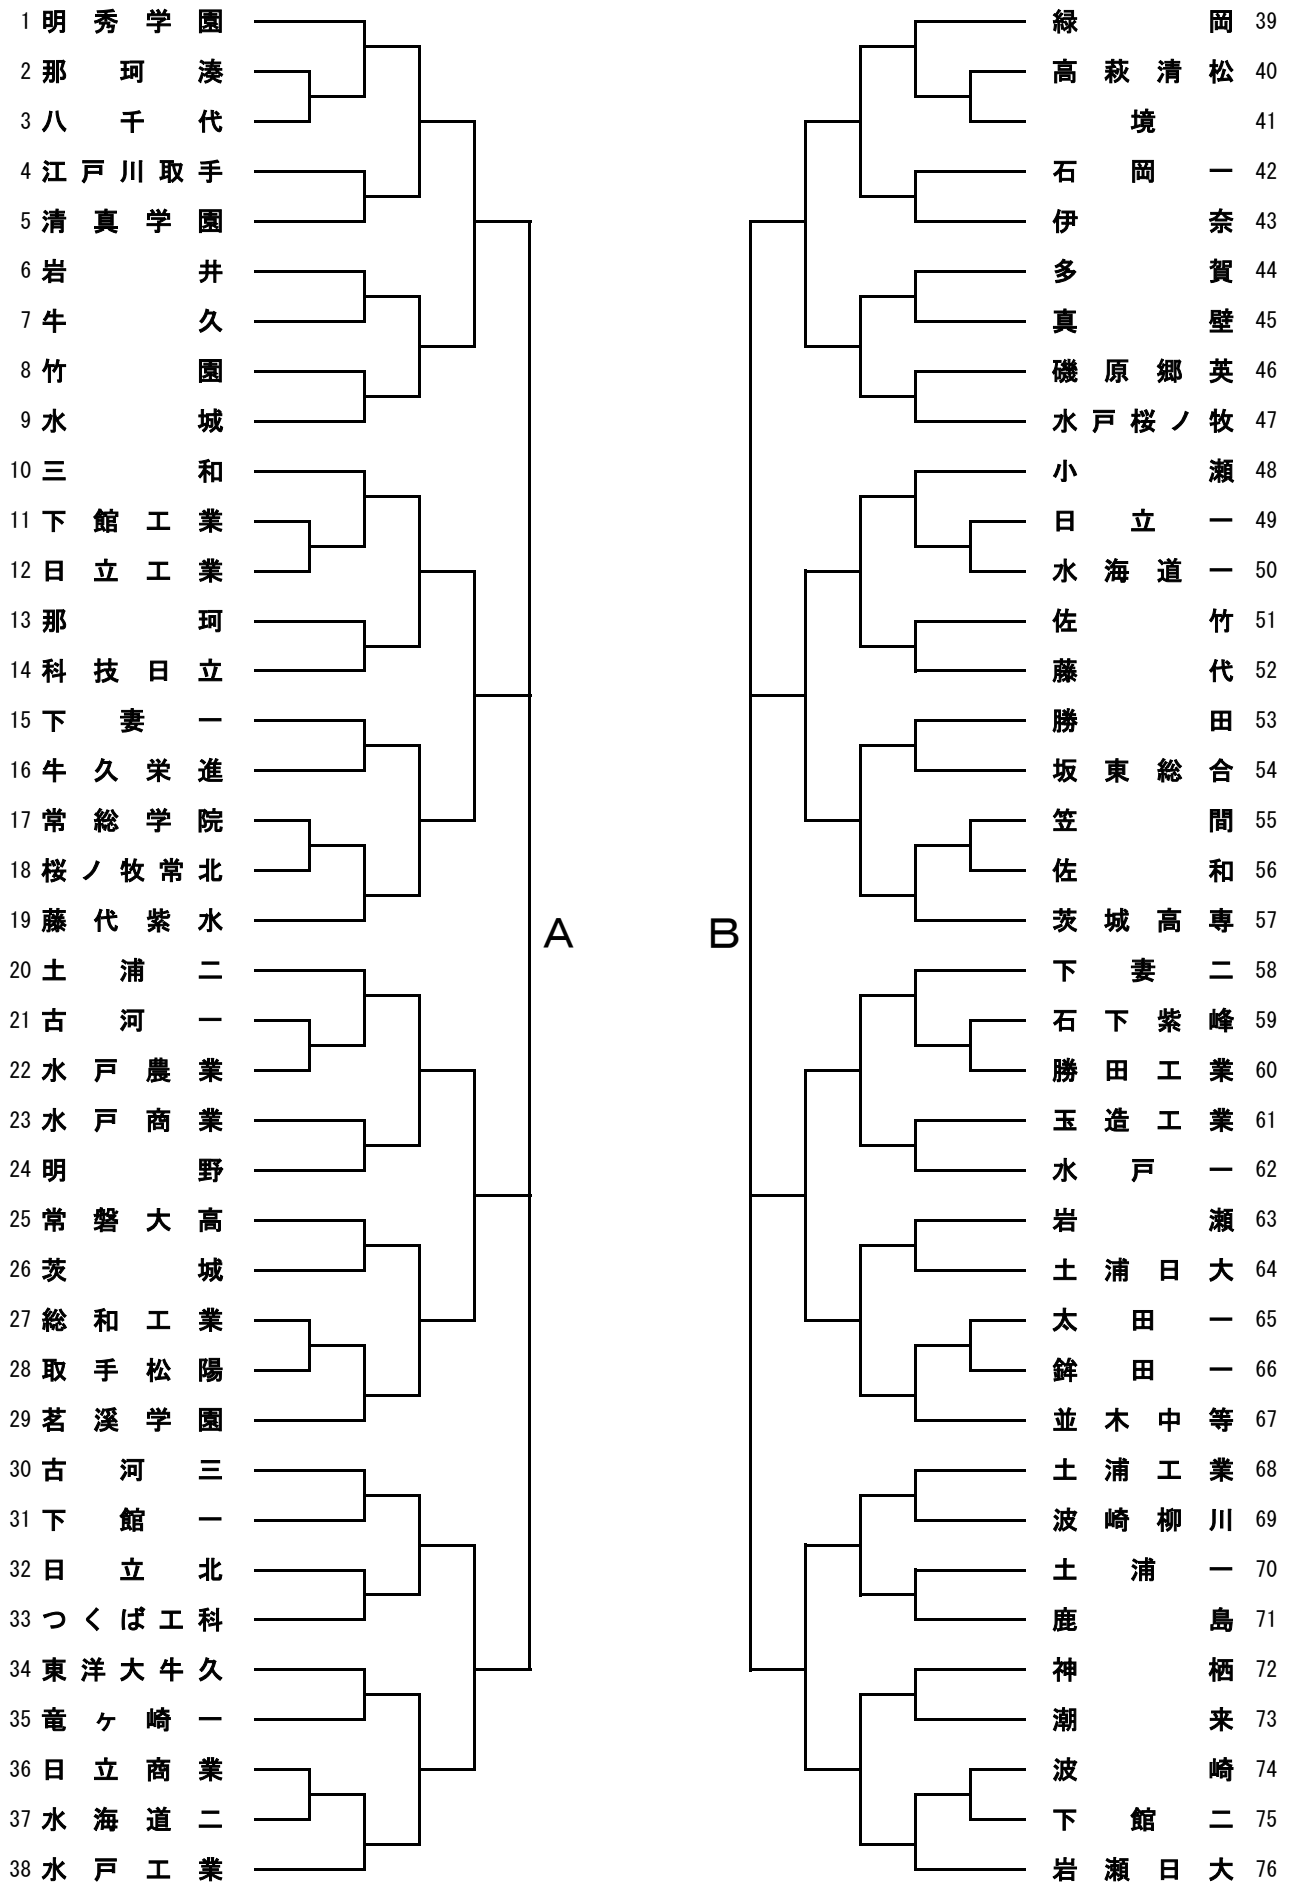 1 明秀学園
2 那珂湊
3 八千代
4 江戸川取手
5 清真学園
6 岩井
7 牛久
8 竹園
9 水城
10 三和
11 下館工業
12 日立工業
13 那珂
14 科技日立
15 下妻一
16 牛久栄進
17 常総学院
18 桜ノ牧常北
19 藤代紫水
20 土浦二
21 古河一
22 水戸農業
23 水戸商業
24 明野
25 常磐大高
26 茨城
27 総和工業
28 取手松陽
29 茗溪学園
30 古河三
31 下館一
32 日立北
33 つくば工科
34 東洋大牛久
35 竜ヶ崎一
36 日立商業
37 水海道二
38 水戸工業
A
B
緑岡 39
高萩清松 40
境 41
石岡一 42
伊奈 43
多賀 44
真壁 45
磯原郷英 46
水戸桜ノ牧 47
小瀬 48
日立一 49
水海道一 50
佐竹 51
藤代 52
勝田 53
坂東総合 54
笠間 55
佐和 56
茨城高専 57
下妻二 58
石下紫峰 59
勝田工業 60
玉造工業 61
水戸一 62
岩瀬 63
土浦日大 64
太田一 65
鉾田一 66
並木中等 67
土浦工業 68
波崎柳川 69
土浦一 70
鹿島 71
神栖 72
潮来 73
波崎 74
下館二 75
岩瀬日大 76